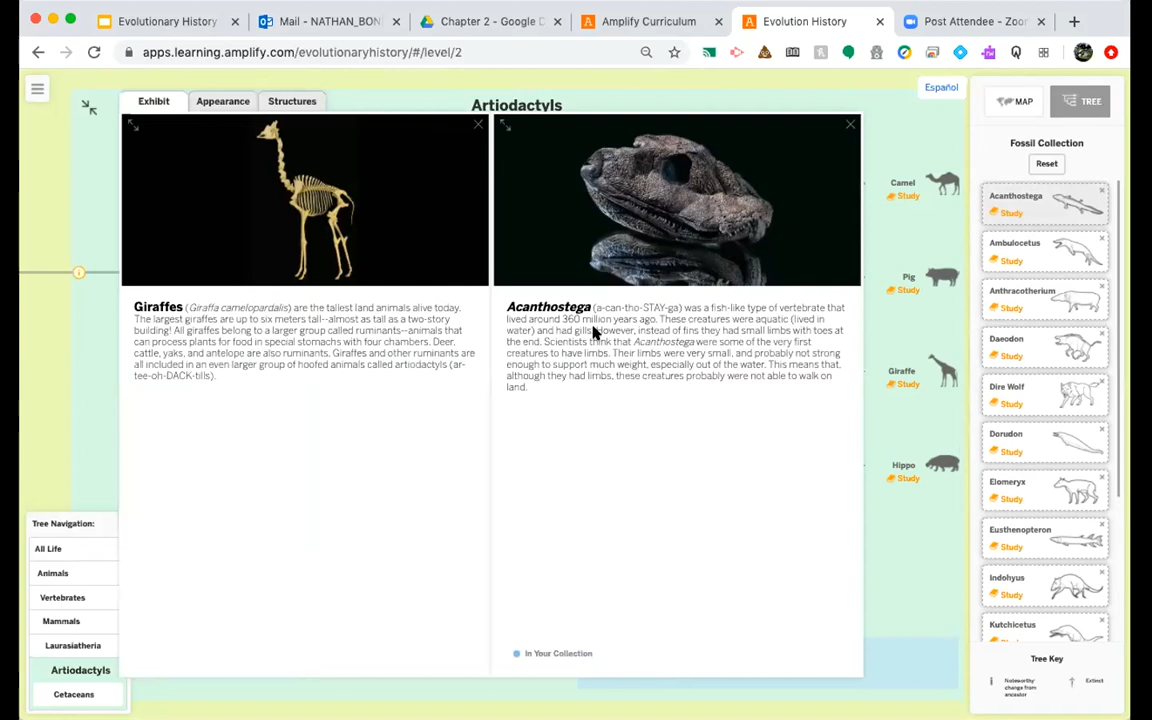 Evolutionary History
Mail - NATHAN_BON
Chapter 2 - Google D
Amplify Curriculum
Evolution History
Post Attendee - Zoo
apps.learning.amplify.com/evolutionaryhistory/#/level/2
Exhibit
Appearance
Structures
Artiodactyls
Español
MAP
TREE
Fossil Collection
Reset
Giraffes (Giraffa camelopardalis) are the tallest land animals alive today.
The largest giraffes are up to six meters tall--almost as tall as a two-story
building! All giraffes belong to a larger group called ruminants--animals that
can process plants for food in special stomachs with four chambers. Deer,
cattle, yaks, and antelope are also ruminants. Giraffes and other ruminants are
all included in an even larger group of hoofed animals called artiodactyls (ar-
tee-oh-DACK-tills).
Acanthostega (a-can-tho-STAY-ga) was a fish-like type of vertebrate that
lived around 360 million years ago. These creatures were aquatic (lived in
water) and had gills. However, instead of fins they had small limbs with toes at
the end. Scientists think that Acanthostega were some of the very first
creatures to have limbs. Their limbs were very small, and probably not strong
enough to support much weight, especially out of the water. This means that,
although they had limbs, these creatures probably were not able to walk on
land.
In Your Collection
Camel
Study
Pig
Study
Giraffe
Study
Hippo
Study
Acanthostega
Study
Ambulocetus
Study
Anthracotherium
Study
Daeodon
Study
Dire Wolf
Study
Dorudon
Study
Elomeryx
Study
Eusthenopteron
Study
Indohyus
Study
Kutchicetus
Tree Navigation:
All Life
Animals
Vertebrates
Mammals
Laurasiatheria
Artiodactyls
Cetaceans
Tree Key
Noteworthy
change from
ancestor
Extinct